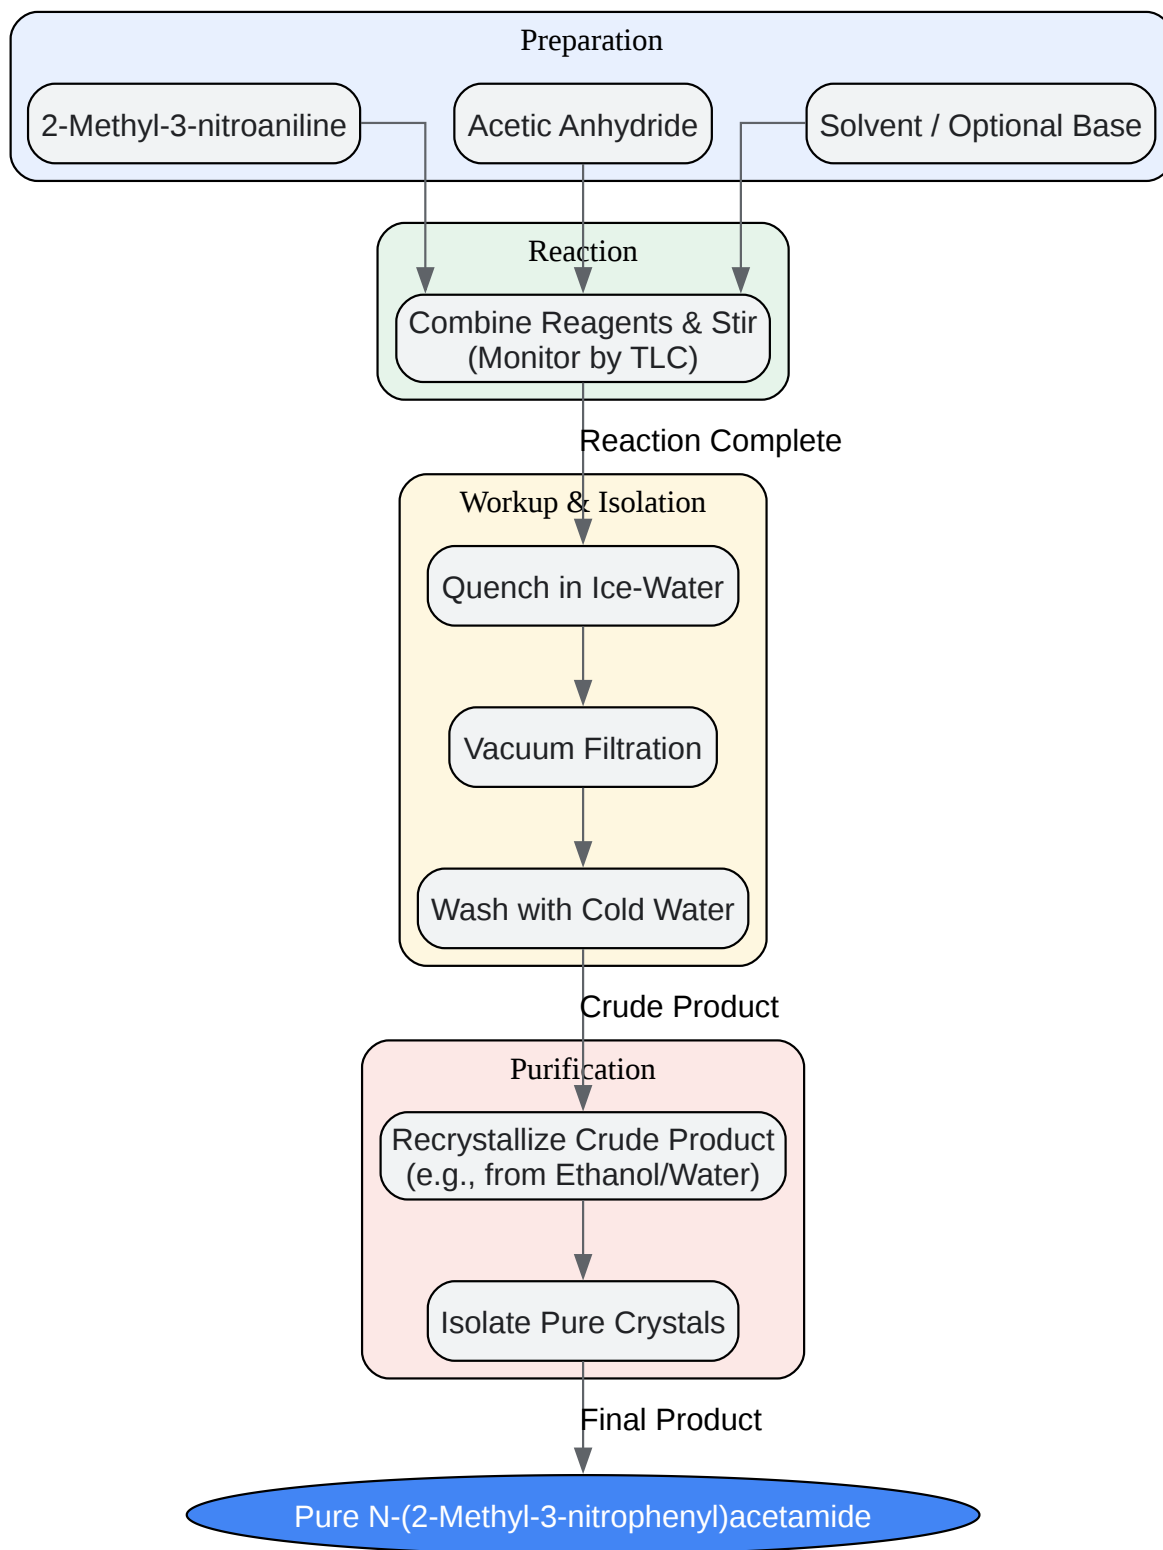 Preparation
2-Methyl-3-nitroaniline
Acetic Anhydride
Solvent / Optional Base
Reaction
Combine Reagents & Stir
(Monitor by TLC)
Reaction Complete
Workup & Isolation
Quench in Ice-Water
Vacuum Filtration
Wash with Cold Water
Crude Product
Purification
Recrystallize Crude Product
(e.g., from Ethanol/Water)
Isolate Pure Crystals
Final Product
Pure N-(2-Methyl-3-nitrophenyl)acetamide